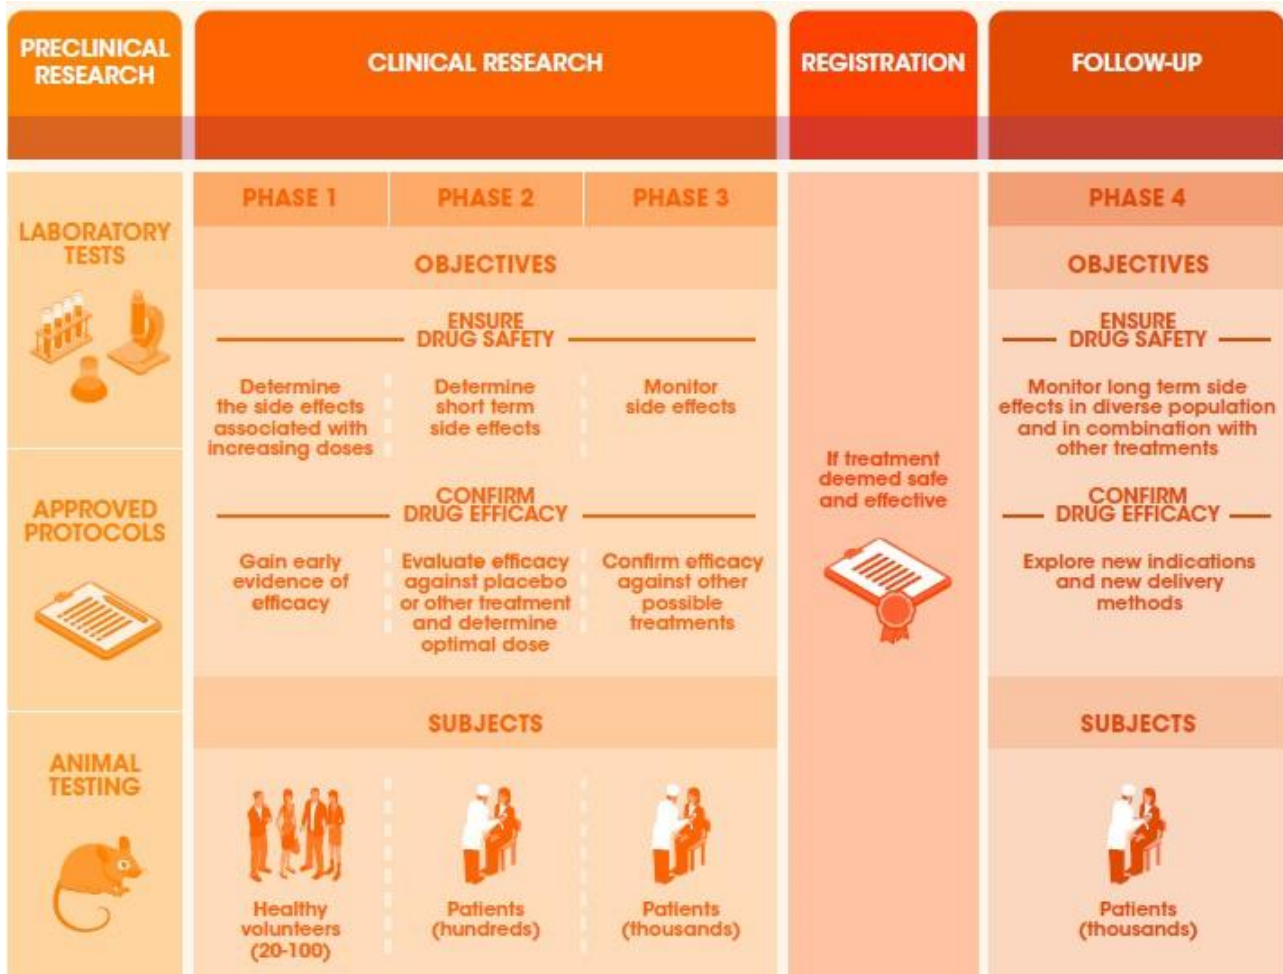 PRECLINICAL
RESEARCH
CLINICAL RESEARCH
REGISTRATION
FOLLOW-UP
LABORATORY
TESTS
APPROVED
PROTOCOLS
ANIMAL
TESTING
PHASE 1
PHASE 2
PHASE 3
OBJECTIVES
ENSURE
DRUG SAFETY
Determine
the side effects
associated with
increasing doses
Determine
short term
side effects
Monitor
side effects
CONFIRM
DRUG EFFICACY
Gain early
evidence of
efficacy
Evaluate efficacy
against placebo
or other treatment
and determine
optimal dose
Confirm efficacy
against other
possible
treatments
SUBJECTS
Healthy
volunteers
(20-100)
Patients
(hundreds)
Patients
(thousands)
If treatment
deemed safe
and effective
PHASE 4
OBJECTIVES
ENSURE
DRUG SAFETY
Monitor long term side
effects in diverse population
and in combination with
other treatments
CONFIRM
DRUG EFFICACY
Explore new indications
and new delivery
methods
SUBJECTS
Patients
(thousands)